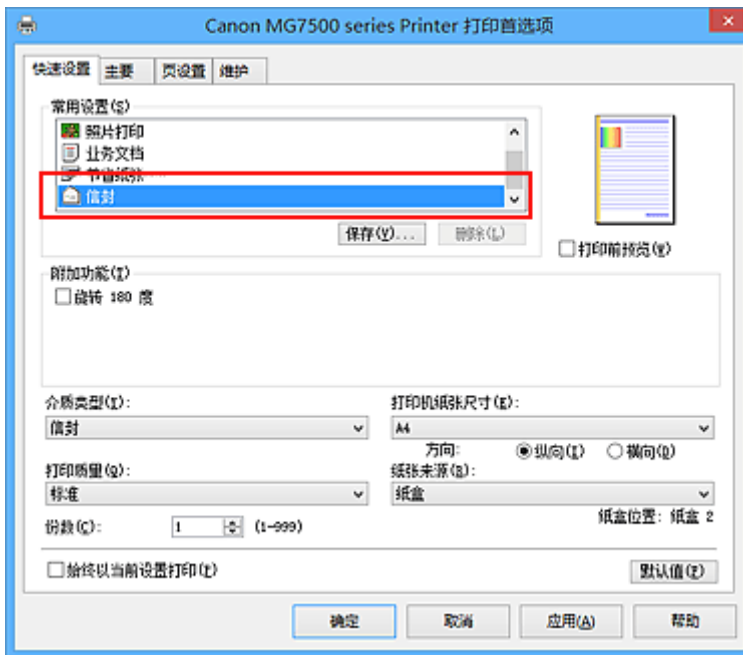 Canon MG7500 series Printer 打印首选项
快速设置 主要 页设置 维护
常用设置(S)
照片打印
业务文档
节省纸张
信封
保存(V)... 删除(L)
打印前预览(W)
附加功能(I)
旋转 180 度
介质类型(I): 打印机纸张尺寸(E):
信封 A4
方向: 纵向(I) 横向(D)
打印质量(Q): 纸张来源(R):
标准 纸盒
纸盒位置: 纸盒 2
份数(C): 1 (1-999)
始终以当前设置打印(T)
默认值(F)
确定 取消 应用(A) 帮助